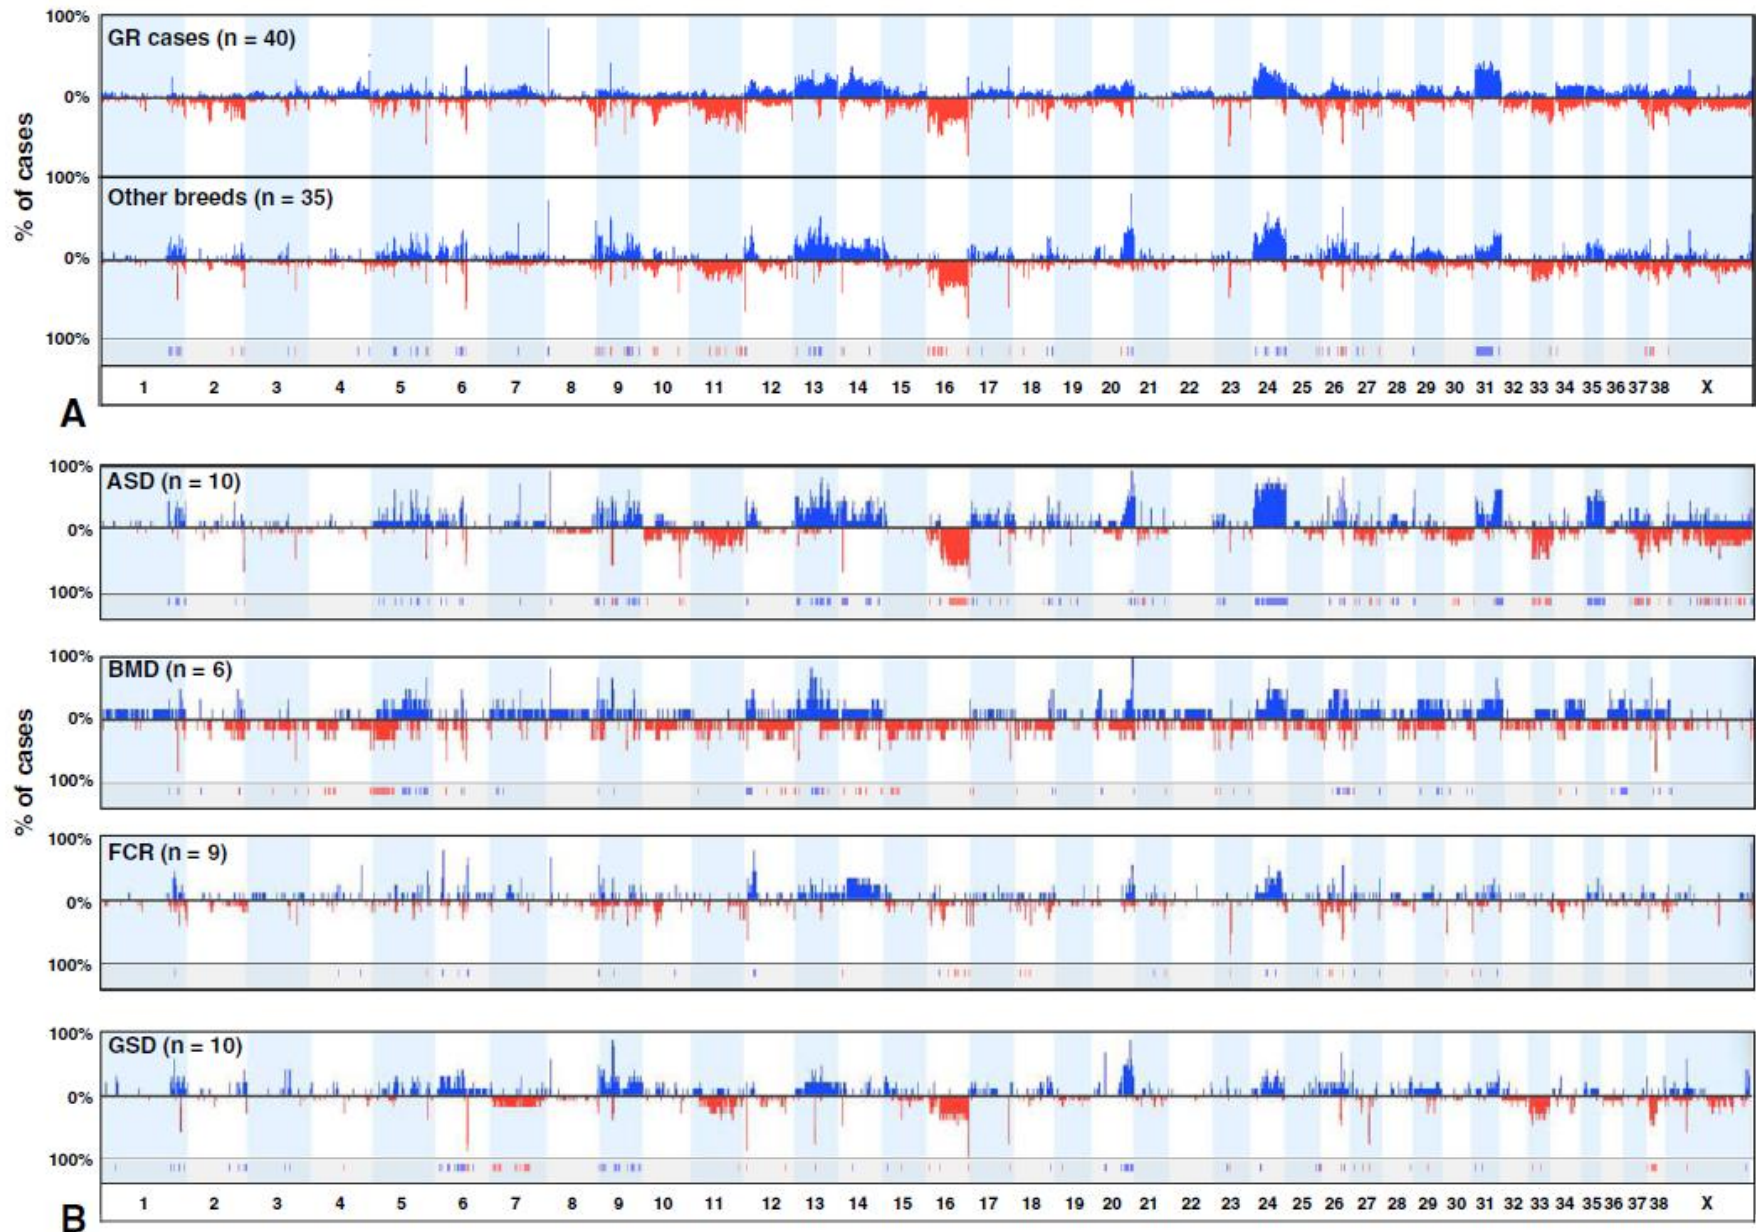 100%
GR cases (n = 40)
0%
100%
Other breeds (n = 35)
0%
100%
% of cases
1 2 3 4 5 6 7 8 9 10 11 12 13 14 15 16 17 18 19 20 21 22 23 24 25 26 27 28 29 30 31 32 33 34 35 36 37 38 X
A
100%
ASD (n = 10)
0%
100%
100%
BMD (n = 6)
0%
100%
% of cases
100%
FCR (n = 9)
0%
100%
100%
GSD (n = 10)
0%
100%
1 2 3 4 5 6 7 8 9 10 11 12 13 14 15 16 17 18 19 20 21 22 23 24 25 26 27 28 29 30 31 32 33 34 35 36 37 38 X
B